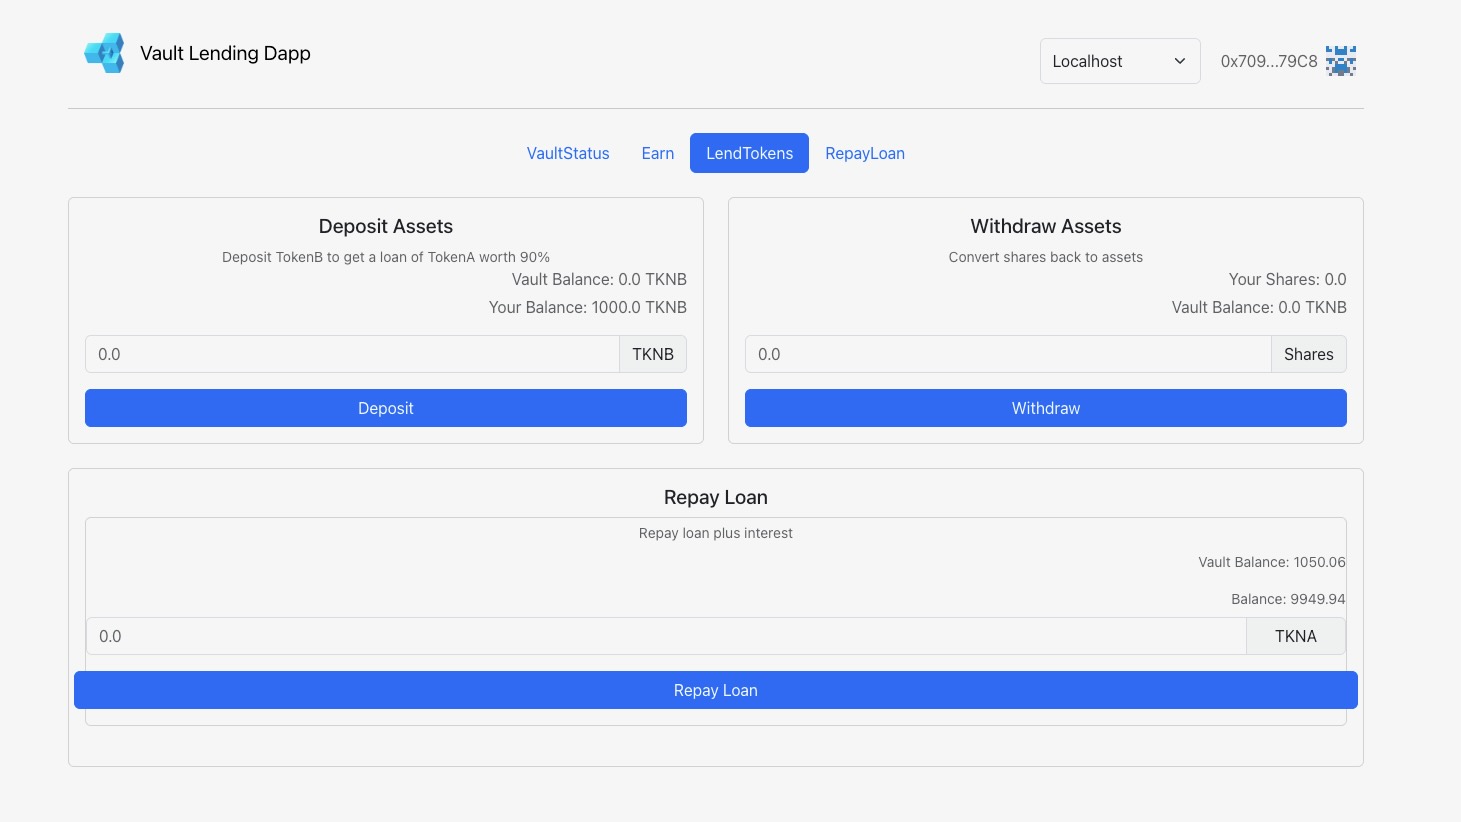 Vault Lending Dapp
Localhost
0x709...79C8
VaultStatus
Earn
LendTokens
RepayLoan
Deposit Assets
Deposit TokenB to get a loan of TokenA worth 90%
Vault Balance: 0.0 TKNB
Your Balance: 1000.0 TKNB
0.0
TKNB
Deposit
Withdraw Assets
Convert shares back to assets
Your Shares: 0.0
Vault Balance: 0.0 TKNB
0.0
Shares
Withdraw
Repay Loan
Repay loan plus interest
Vault Balance: 1050.06
Balance: 9949.94
0.0
TKNA
Repay Loan